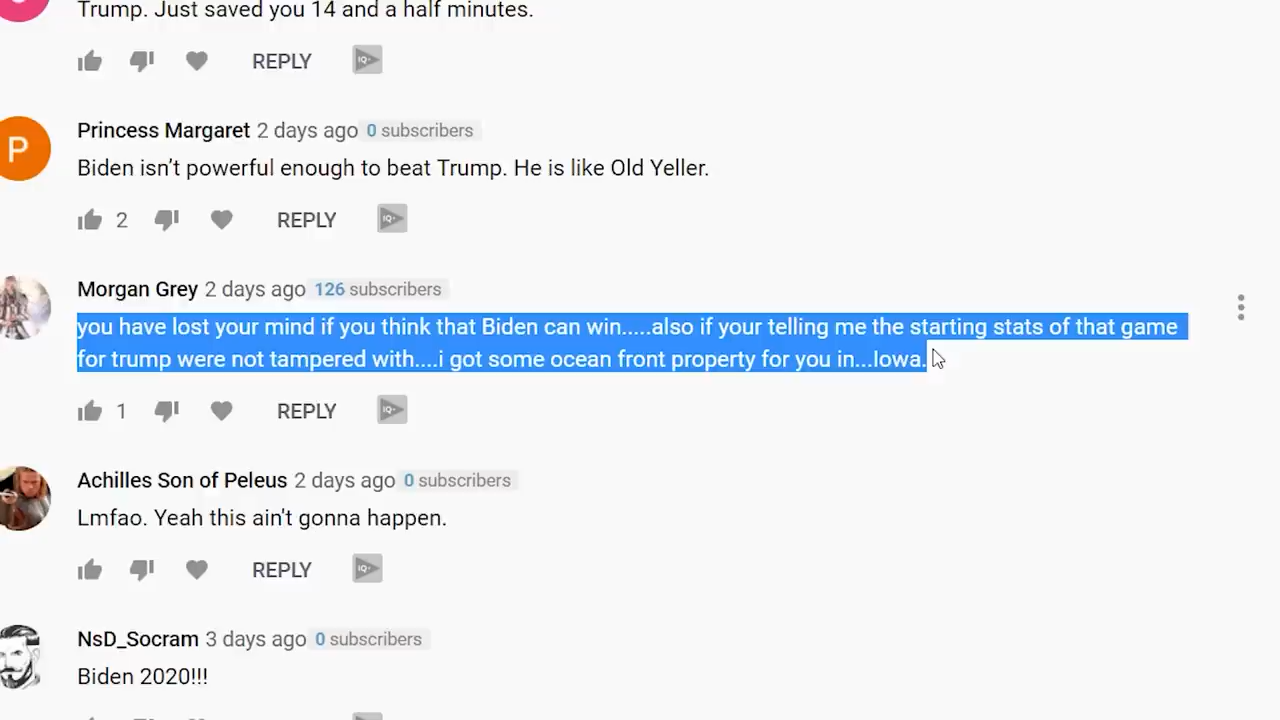 Trump. Just saved you 14 and a half minutes.
REPLY IQ+
P
Princess Margaret 2 days ago 0 subscribers
Biden isn’t powerful enough to beat Trump. He is like Old Yeller.
2 REPLY IQ+
Morgan Grey 2 days ago 126 subscribers
you have lost your mind if you think that Biden can win.....also if your telling me the starting stats of that game
for trump were not tampered with....i got some ocean front property for you in...Iowa.
1 REPLY IQ+
Achilles Son of Peleus 2 days ago 0 subscribers
Lmfao. Yeah this ain't gonna happen.
REPLY IQ+
NsD_Socram 3 days ago 0 subscribers
Biden 2020!!!